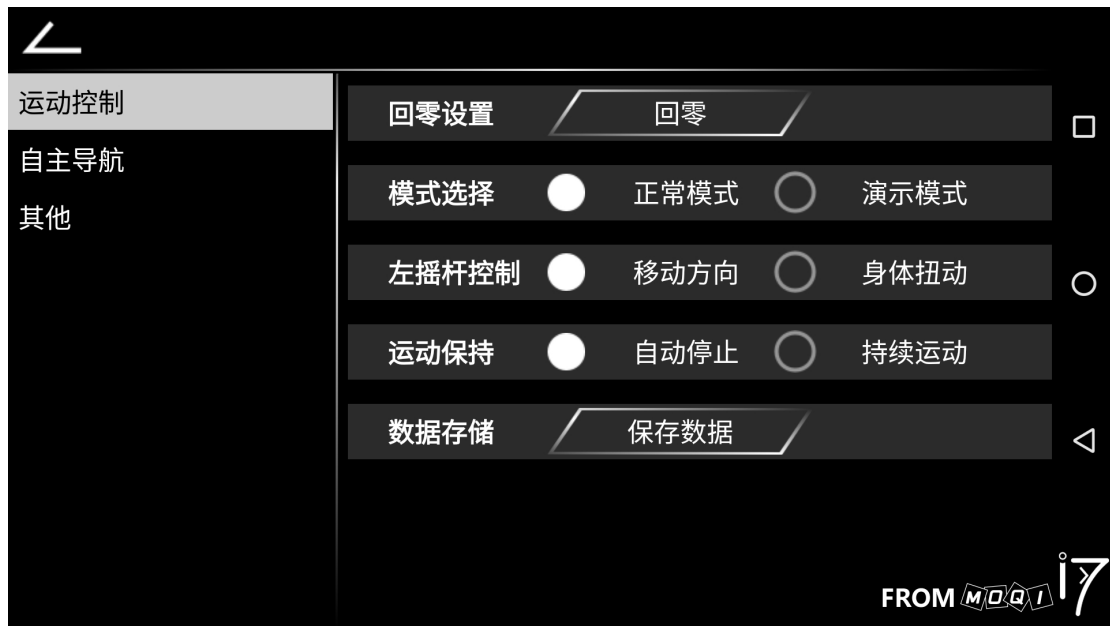 运动控制
自主导航
其他
回零设置 回零
模式选择 正常模式 演示模式
左摇杆控制 移动方向 身体扭动
运动保持 自动停止 持续运动
数据存储 保存数据
FROM MOQI i7